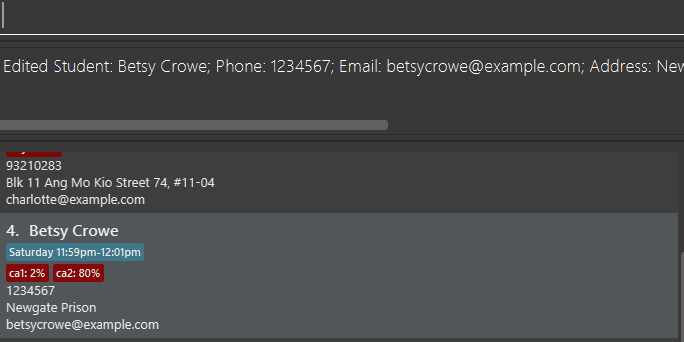 Edited Student: Betsy Crowe; Phone: 1234567; Email: betsycrowe@example.com; Address: New
93210283
Blk 11 Ang Mo Kio Street 74, #11-04
charlotte@example.com
4. Betsy Crowe
Saturday 11:59pm-12:01pm
ca1: 2% ca2: 80%
1234567
Newgate Prison
betsycrowe@example.com